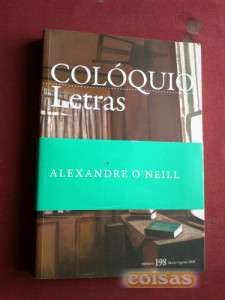 COLÓQUIO
Letras
ALEXANDRE O'NEILL
198
coisas